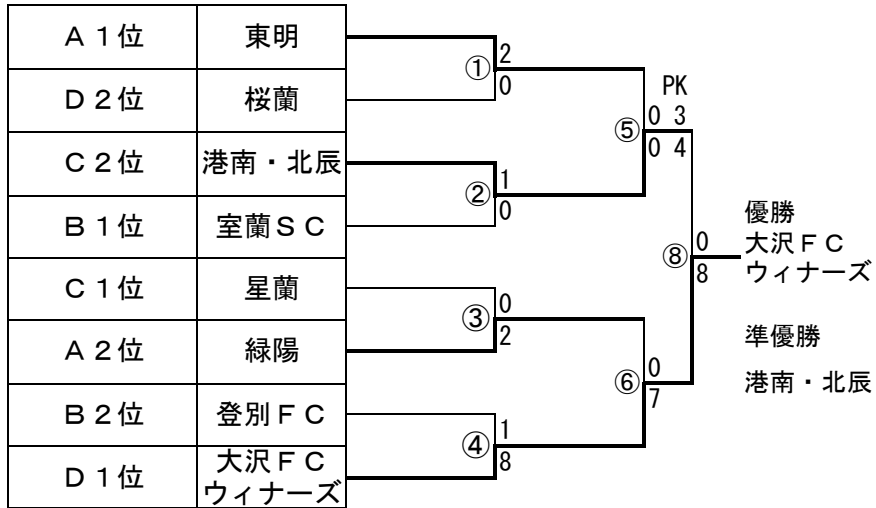 Ａ１位 東明
Ｄ２位 桜蘭
Ｃ２位 港南・北辰
Ｂ１位 室蘭ＳＣ
Ｃ１位 星蘭
Ａ２位 緑陽
Ｂ２位 登別ＦＣ
Ｄ１位 大沢ＦＣ
ウィナーズ
① 2
0
② 1
0
③ 0
2
④ 1
8
PK
⑤ 0 3
0 4
⑥ 0
7
⑧ 0
8
優勝
大沢ＦＣ
ウィナーズ
準優勝
港南・北辰